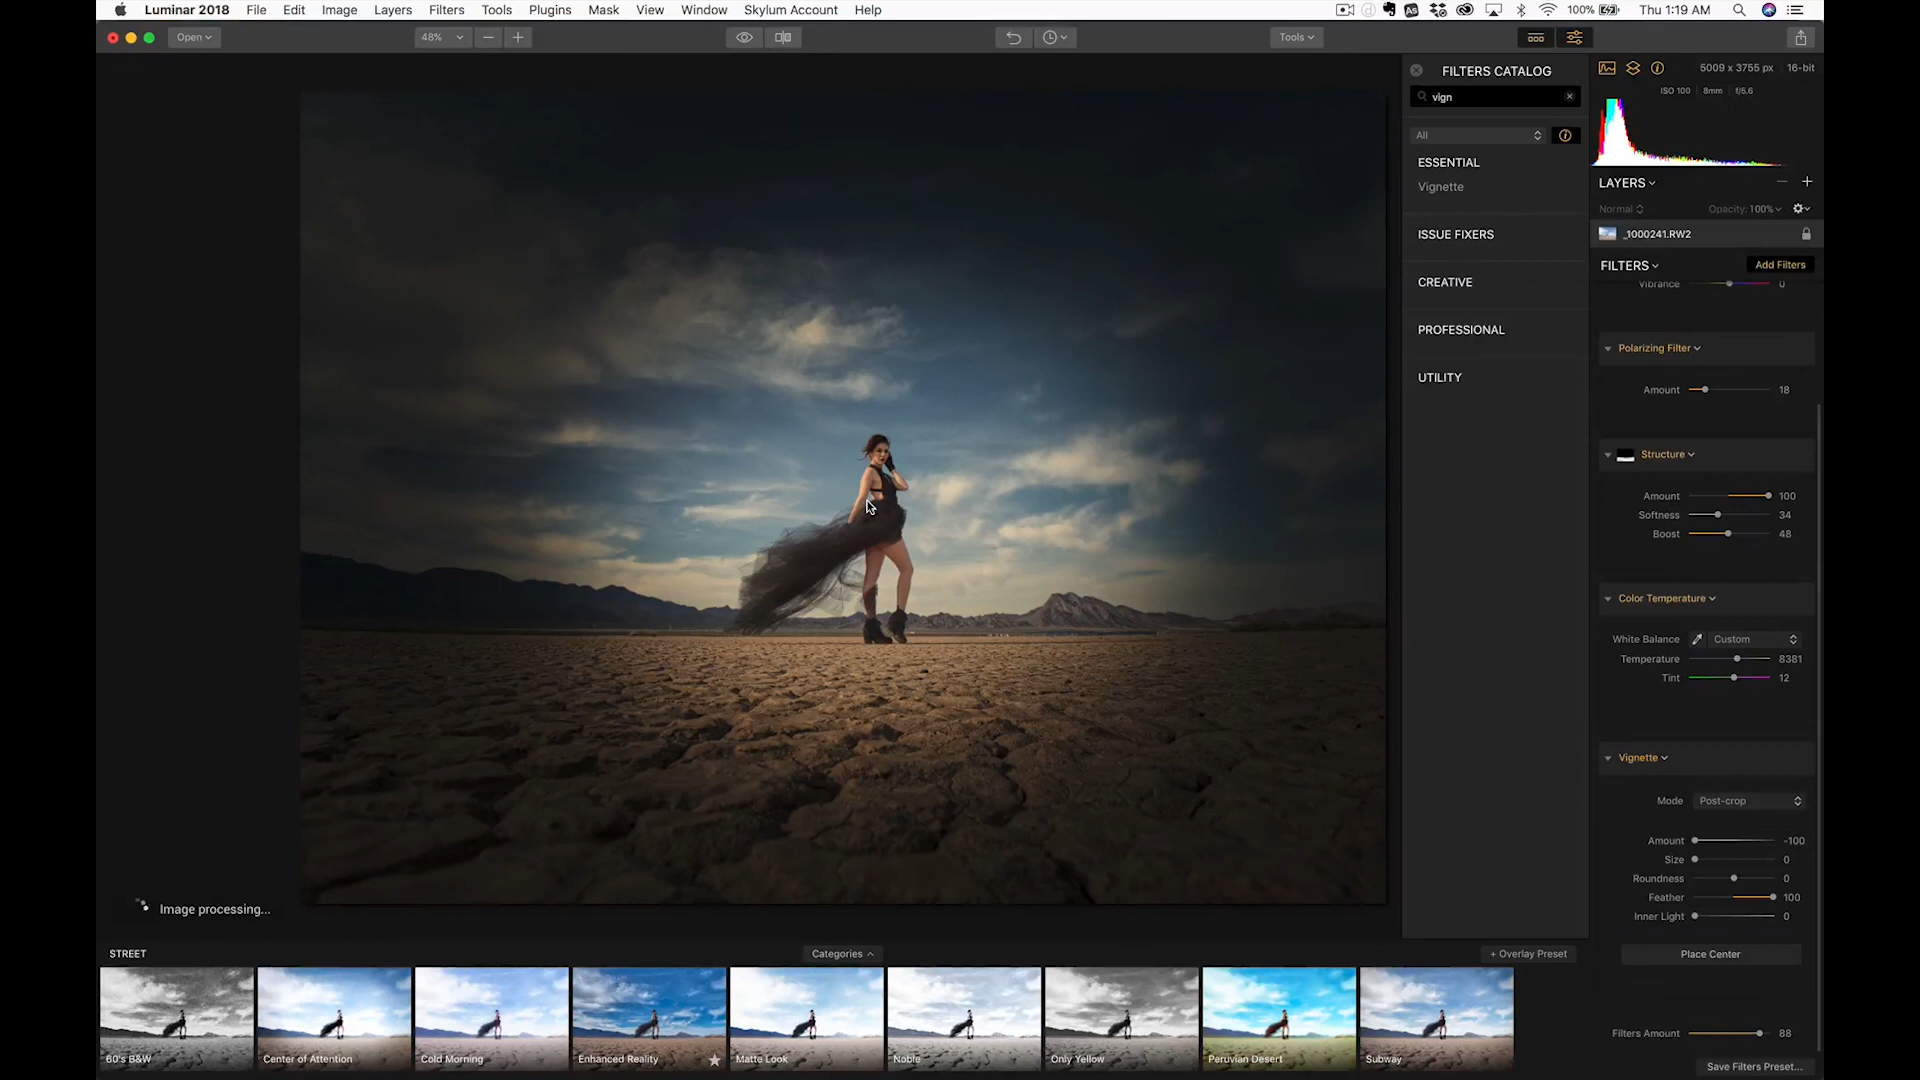 Luminar 2018 File Edit Image Layers Filters Tools Plugins Mask View Window Skylum Account Help 100% Thu 1:19 AM
Open 48% Tools
FILTERS CATALOG
vign
All
ESSENTIAL
Vignette
ISSUE FIXERS
CREATIVE
PROFESSIONAL
UTILITY
5009 x 3755 px 16-bit
ISO 100 8mm f/5.6
LAYERS
Normal Opacity: 100%
_1000241.RW2
FILTERS Add Filters
Vibrance 0
Polarizing Filter
Amount 18
Structure
Amount 100
Softness 34
Boost 48
Color Temperature
White Balance Custom
Temperature 8381
Tint 12
Vignette
Mode Post-crop
Amount -100
Size 0
Roundness 0
Feather 100
Inner Light 0
Place Center
Filters Amount 88
Save Filters Preset...
Image processing...
STREET Categories + Overlay Preset
60's B&W Center of Attention Cold Morning Enhanced Reality Matte Look Noble Only Yellow Peruvian Desert Subway